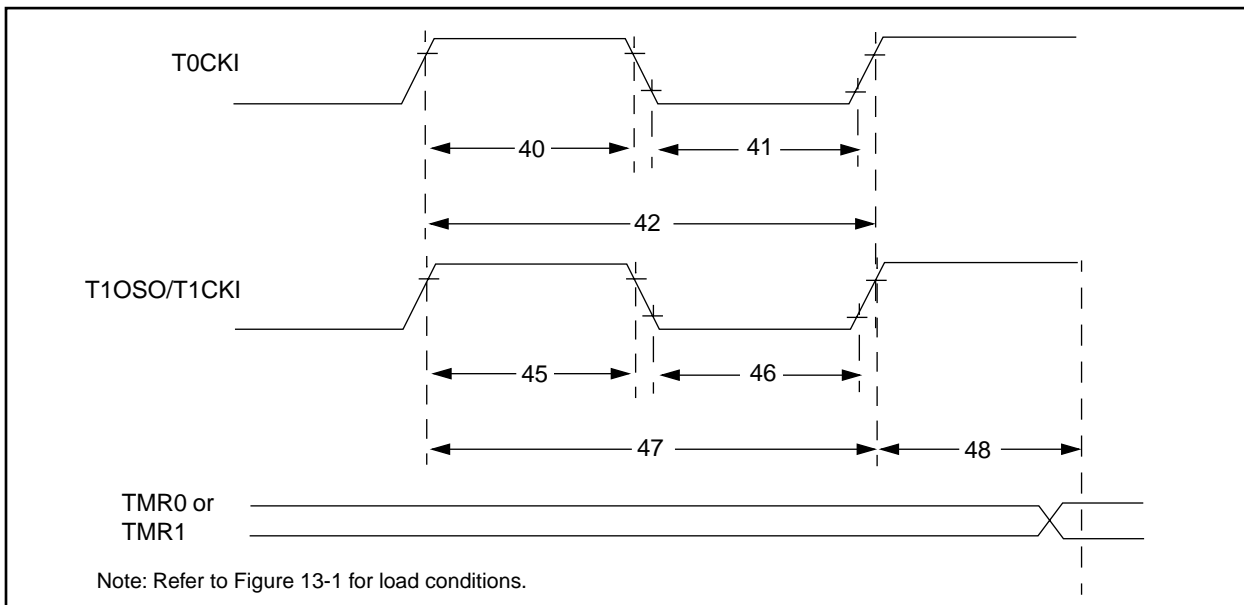 T0CKI
40
41
42
T1OSO/T1CKI
45
46
47
48
TMR0 or
TMR1
Note: Refer to Figure 13-1 for load conditions.